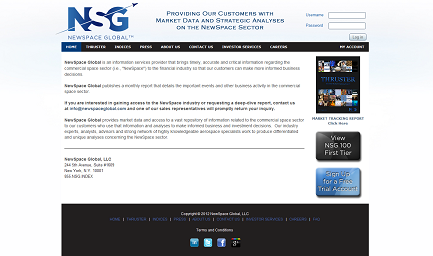 NSG
NEWSPACE GLOBAL™
PROVIDING OUR CUSTOMERS WITH
MARKET DATA AND STRATEGIC ANALYSES
ON THE NEWSPACE SECTOR
Username
Password
Log in
HOME THRUSTER INDICES PRESS ABOUT US CONTACT US INVESTOR SERVICES CAREERS MY ACCOUNT
NewSpace Global is an information services provider that brings timely, accurate and critical information regarding the
commercial space sector (i.e., "NewSpace") to the financial industry so that our customers can make more informed business
decisions.
NewSpace Global publishes a monthly report that details the important events and other business activity in the commercial
space sector.
If you are interested in gaining access to the NewSpace industry or requesting a deep-dive report, contact us
at info@newspaceglobal.com and one of our sales representatives will promptly return your inquiry.
NewSpace Global provides market data and access to a vast repository of information related to the commercial space sector
to our customers who use that information and analyses to make informed business and investment decisions. Our industry
experts, analysts, advisors and strong network of highly knowledgeable aerospace specialists work to produce differentiated
and unique analyses concerning the NewSpace sector.
NewSpace Global, LLC
244 5th Avenue, Suite
New York, N.Y. 10001
855.NSG.INDEX
THRUSTER
MARKET TRACKING REPORT
Click Here
View
NSG 100
First Tier
Sign Up
for a Free
Trial Account
Copyright © 2012 NewSpace Global, LLC
HOME | THRUSTER | INDICES | PRESS | ABOUT US | CONTACT US | INVESTOR SERVICES | CAREERS | FAQ
Terms and Conditions